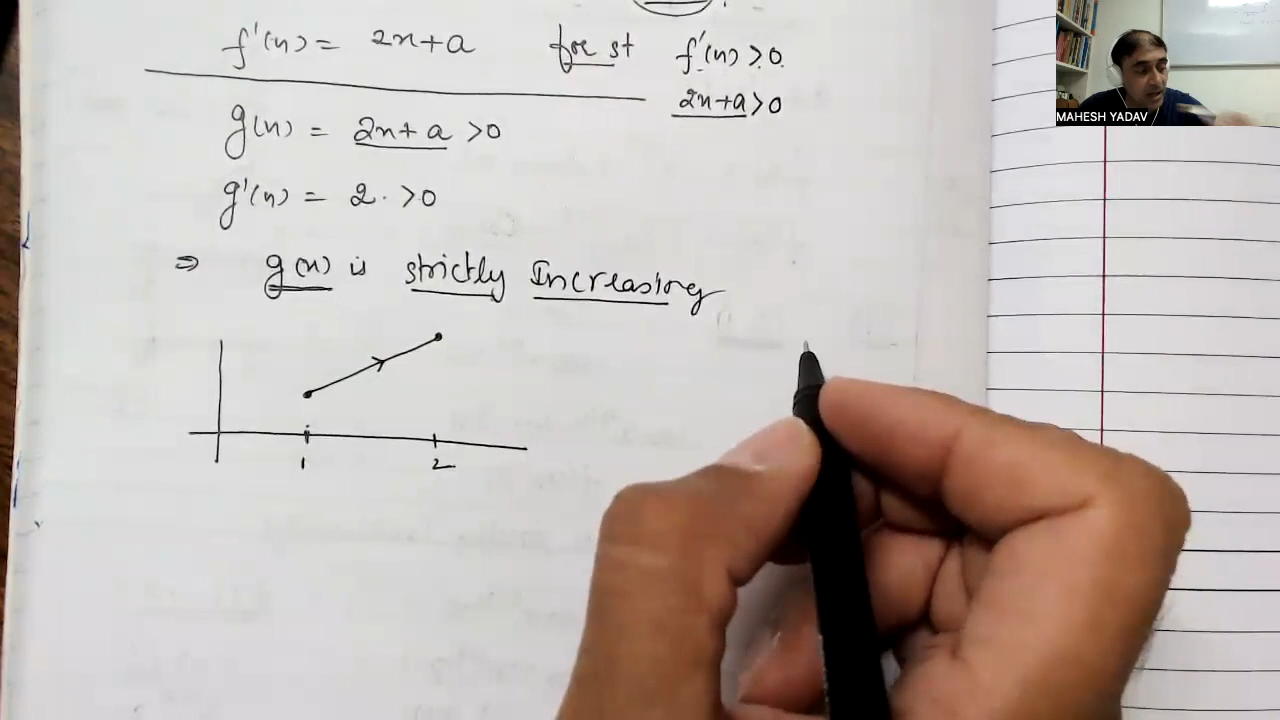 f'(x) = 2x+a for st f'(x) > 0.
2x+a > 0
g(x) = 2x+a > 0
g'(x) = 2. > 0
⇒ g(x) is strictly Increasing
1 2
MAHESH YADAV